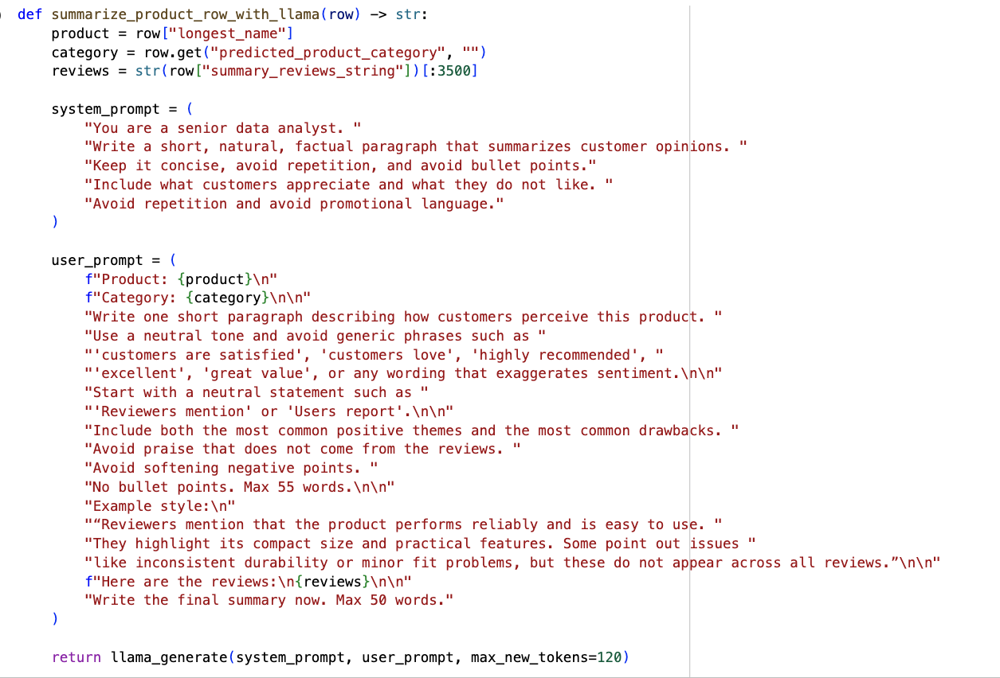 def summarize_product_row_with_llama(row) -> str:
    product = row["longest_name"]
    category = row.get("predicted_product_category", "")
    reviews = str(row["summary_reviews_string"])[:3500]

    system_prompt = (
        "You are a senior data analyst. "
        "Write a short, natural, factual paragraph that summarizes customer opinions. "
        "Keep it concise, avoid repetition, and avoid bullet points."
        "Include what customers appreciate and what they do not like. "
        "Avoid repetition and avoid promotional language."
    )

    user_prompt = (
        f"Product: {product}\n"
        f"Category: {category}\n\n"
        "Write one short paragraph describing how customers perceive this product. "
        "Use a neutral tone and avoid generic phrases such as "
        "'customers are satisfied', 'customers love', 'highly recommended', "
        "'excellent', 'great value', or any wording that exaggerates sentiment.\n\n"
        "Start with a neutral statement such as "
        "'Reviewers mention' or 'Users report'.\n\n"
        "Include both the most common positive themes and the most common drawbacks. "
        "Avoid praise that does not come from the reviews. "
        "Avoid softening negative points. "
        "No bullet points. Max 55 words.\n\n"
        "Example style:\n"
        "“Reviewers mention that the product performs reliably and is easy to use. "
        "They highlight its compact size and practical features. Some point out issues "
        "like inconsistent durability or minor fit problems, but these do not appear across all reviews.”\n\n"
        f"Here are the reviews:\n{reviews}\n\n"
        "Write the final summary now. Max 50 words."
    )

    return llama_generate(system_prompt, user_prompt, max_new_tokens=120)